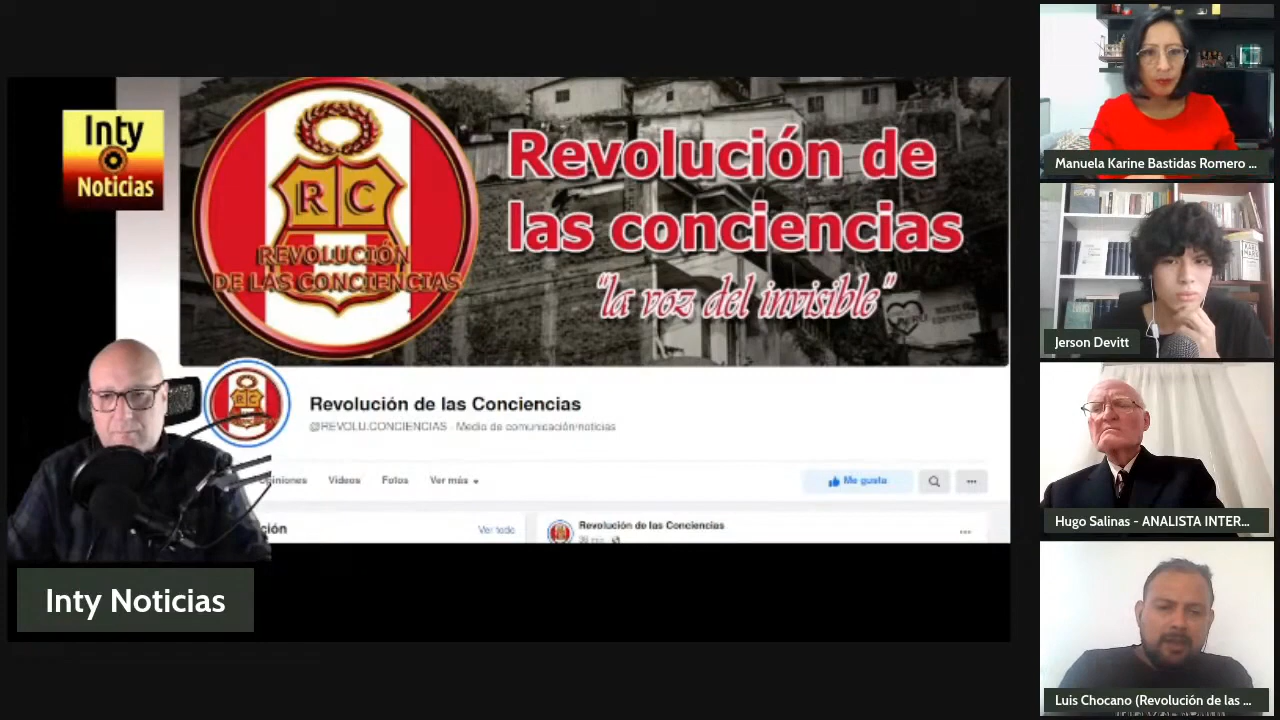 Inty
Noticias
RC
REVOLUCIÓN
DE LAS CONCIENCIAS
Revolución de
las conciencias
"la voz del invisible"
Revolución de las Conciencias
@REVOLU.CONCIENCIAS - Medio de comunicación/noticias
Videos
Fotos
Ver más
Me gusta
Ver todo
Revolución de las Conciencias
Inty Noticias
Manuela Karine Bastidas Romero ...
Jerson Devitt
Hugo Salinas - ANALISTA INTER...
Luis Chocano (Revolución de las ...